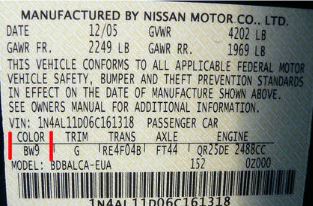 MANUFACTURED BY NISSAN MOTOR CO., LTD.
DATE 12/05 GVWR 4202 LB
GAWR FR. 2249 LB GAWR RR. 1969 LB
THIS VEHICLE CONFORMS TO ALL APPLICABLE FEDERAL MOTOR
VEHICLE SAFETY, BUMPER AND THEFT PREVENTION STANDARDS
IN EFFECT ON THE DATE OF MANUFACTURE SHOWN ABOVE.
SEE OWNERS MANUAL FOR ADDITIONAL INFORMATION.
VIN: 1N4AL11D06C161318 PASSENGER CAR
COLOR TRIM TRANS AXLE ENGINE
BW9 G RE4F04B FT44 QR25DE 2488CC
MODEL: BDBALCA-EUA 152 0Z000
1N4AL11D06C161318